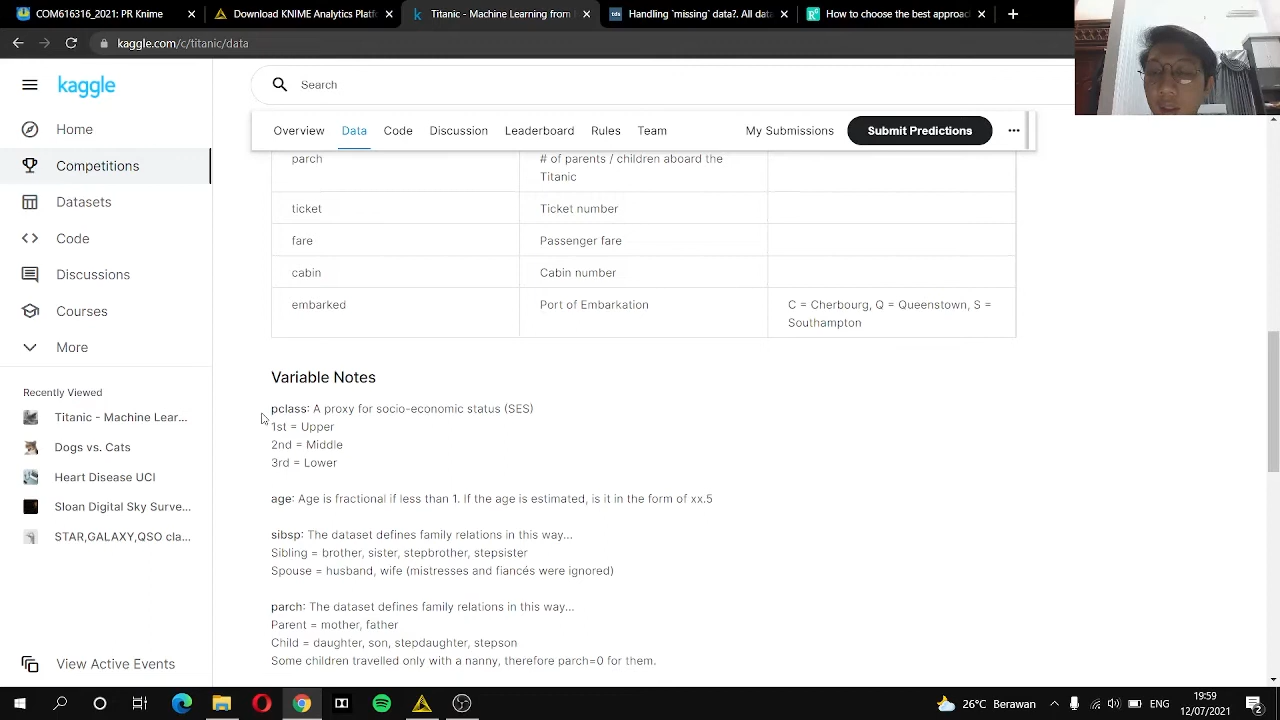 COM616316_2021: PR Knime
Download KNIME Analytics
Titanic - Machine Learning from
Handling 'missing' data?. All dat
How to choose the best approac
kaggle.com/c/titanic/data
kaggle
Search
Overview Data Code Discussion Leaderboard Rules Team My Submissions Submit Predictions
Home
Competitions
Datasets
Code
Discussions
Courses
More
Recently Viewed
Titanic - Machine Lear...
Dogs vs. Cats
Heart Disease UCI
Sloan Digital Sky Surve...
STAR,GALAXY,QSO cla...
View Active Events
parch # of parents / children aboard the
Titanic
ticket Ticket number
fare Passenger fare
cabin Cabin number
embarked Port of Embarkation C = Cherbourg, Q = Queenstown, S =
Southampton
Variable Notes
pclass: A proxy for socio-economic status (SES)
1st = Upper
2nd = Middle
3rd = Lower
age: Age is fractional if less than 1. If the age is estimated, is it in the form of xx.5
sibsp: The dataset defines family relations in this way...
Sibling = brother, sister, stepbrother, stepsister
Spouse = husband, wife (mistresses and fiancés were ignored)
parch: The dataset defines family relations in this way...
Parent = mother, father
Child = daughter, son, stepdaughter, stepson
Some children travelled only with a nanny, therefore parch=0 for them.
26°C Berawan ENG 19:59
12/07/2021
2